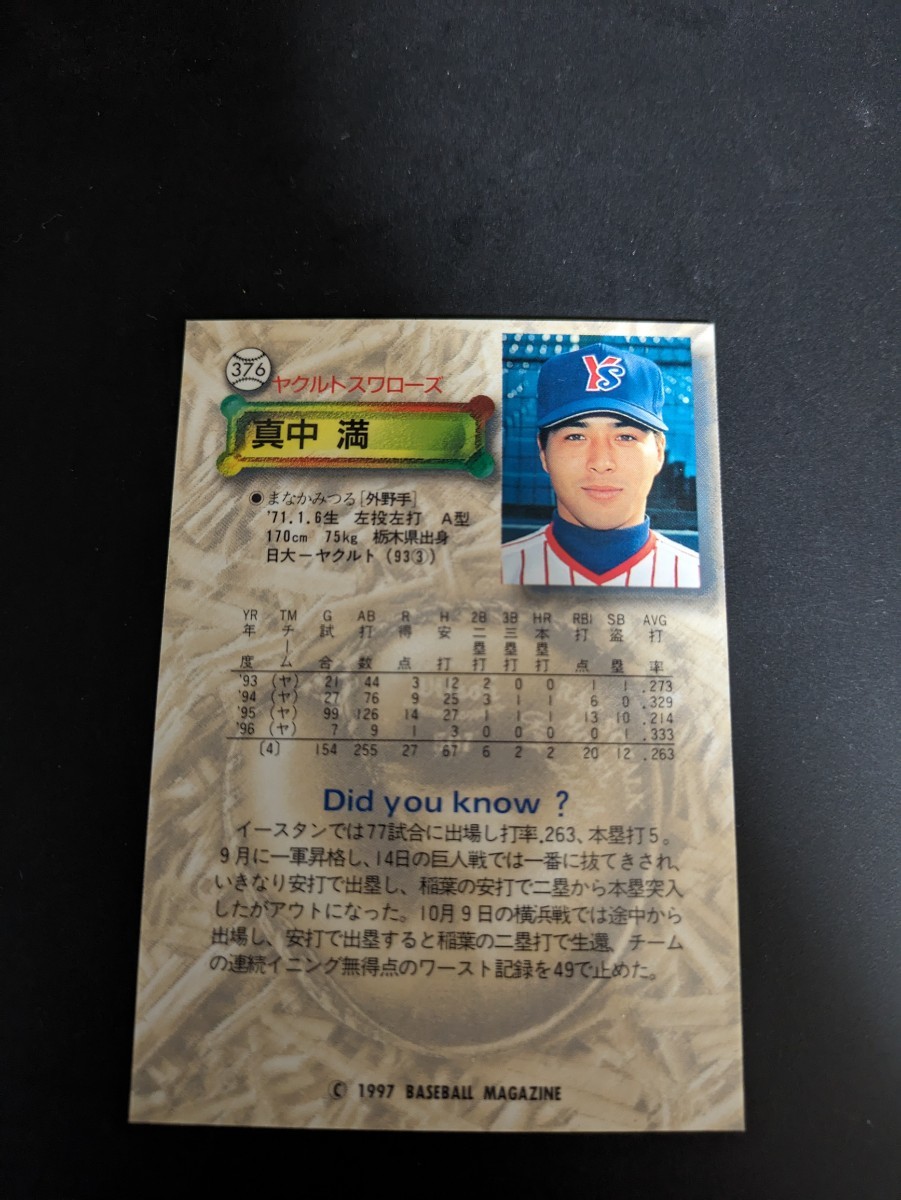 376
ヤクルトスワローズ
真中 満
YS
●まなかみつる[外野手]
'71.1.6生 左投左打 A型
170cm 75kg 栃木県出身
日大―ヤクルト (93③)
YR TM G AB R H 2B 3B HR RBI SB AVG
年度 チーム 試合 打数 得点 安打 二塁打 三塁打 本塁打 打点 盗塁 打率
'93 (ヤ) 21 44 3 12 2 0 0 1 1 .273
'94 (ヤ) 27 76 9 25 3 1 1 6 0 .329
'95 (ヤ) 99 126 14 27 1 1 1 13 10 .214
'96 (ヤ) 7 9 1 3 0 0 0 0 1 .333
[4] 154 255 27 67 6 2 2 20 12 .263
Did you know ?
イースタンでは77試合に出場し打率.263、本塁打5。
9月に一軍昇格し、14日の巨人戦では一番に抜てきされ、
いきなり安打で出塁し、稲葉の安打で二塁から本塁突入
したがアウトになった。10月9日の横浜戦では途中から
出場し、安打で出塁すると稲葉の二塁打で生還、チーム
の連続イニング無得点のワースト記録を49で止めた。
© 1997 BASEBALL MAGAZINE